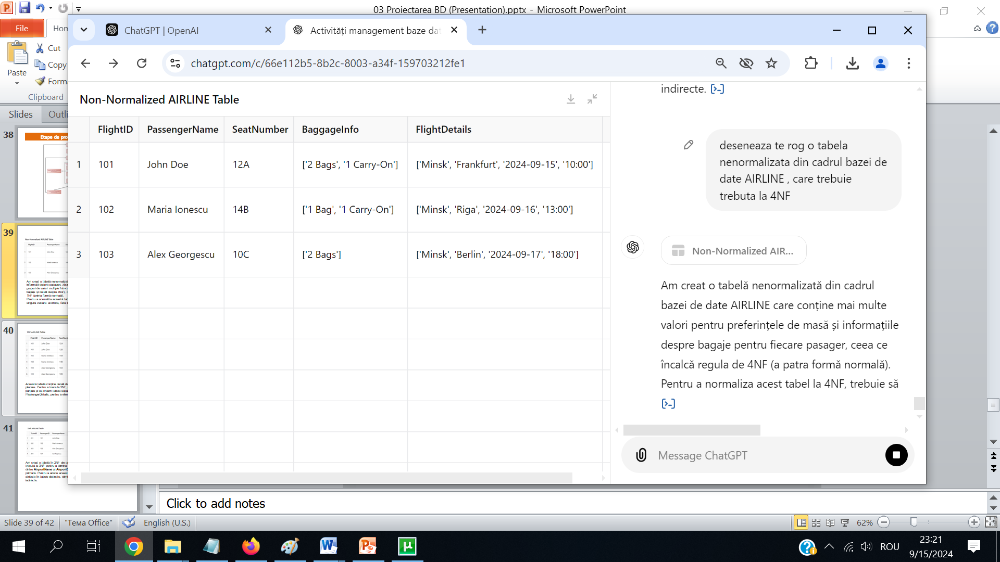 03 Proiectarea BD (Presentation).pptx - Microsoft PowerPoint
File
Hom
Paste
Cut
Copy
Forma
Clipboard
Slides
Outli
ChatGPT | OpenAI
Activități management baze dat
chatgpt.com/c/66e112b5-8b2c-8003-a34f-159703212fe1
Non-Normalized AIRLINE Table
FlightID PassengerName SeatNumber BaggageInfo FlightDetails
1 101 John Doe 12A ['2 Bags', '1 Carry-On'] ['Minsk', 'Frankfurt', '2024-09-15', '10:00']
2 102 Maria Ionescu 14B ['1 Bag', '1 Carry-On'] ['Minsk', 'Riga', '2024-09-16', '13:00']
3 103 Alex Georgescu 10C ['2 Bags'] ['Minsk', 'Berlin', '2024-09-17', '18:00']
indirecte.
deseneaza te rog o tabela
nenormalizata din cadrul bazei de
date AIRLINE , care trebuie
trebuta la 4NF
Non-Normalized AIR...
Am creat o tabelă nenormalizată din cadrul
bazei de date AIRLINE care conține mai multe
valori pentru preferințele de masă și informațiile
despre bagaje pentru fiecare pasager, ceea ce
încalcă regula de 4NF (a patra formă normală).
Pentru a normaliza acest tabel la 4NF, trebuie să
Message ChatGPT
38
Etape de pro
39
Non-Normalized AIRLINE Table
40
1NF AIRLINE Table
41
2NF AIRLINE Table
Click to add notes
Slide 39 of 42
"Тема Office"
English (U.S.)
62%
ROU
23:21
9/15/2024